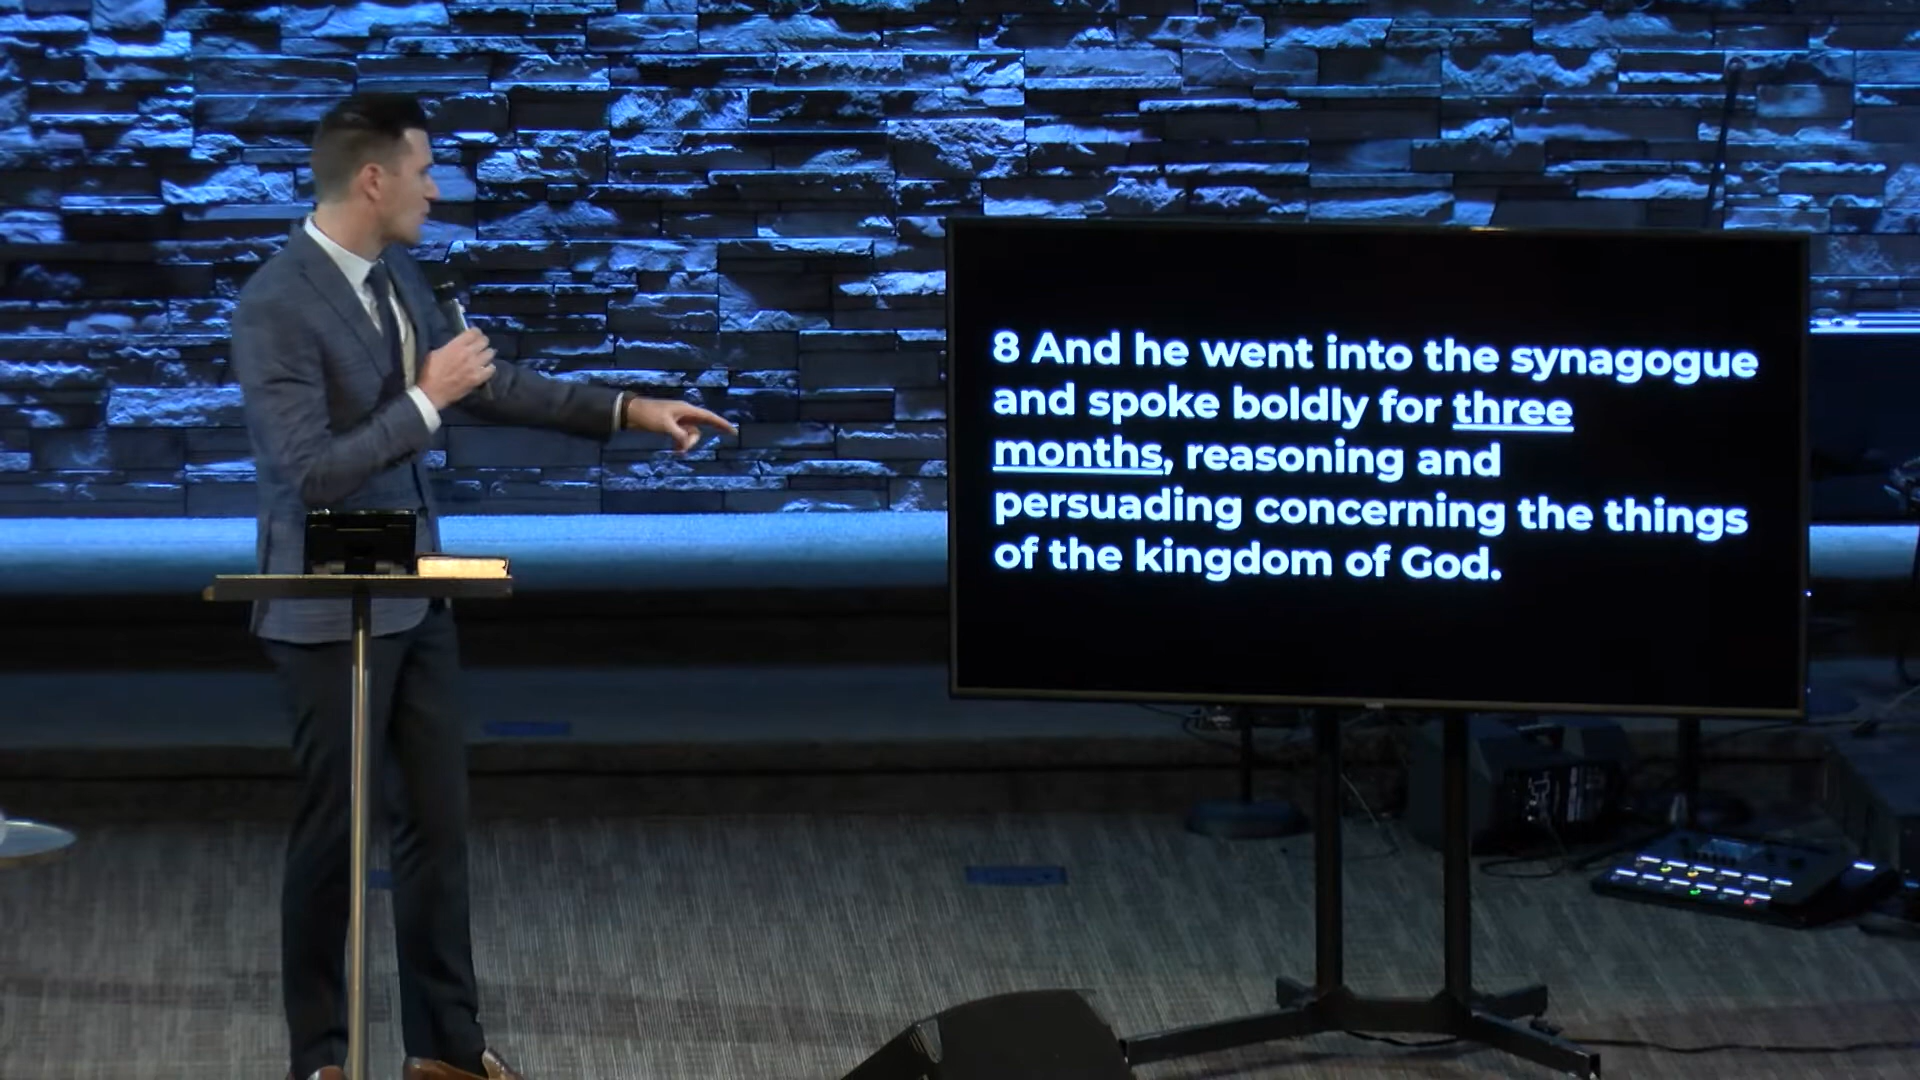 8 And he went into the synagogue
and spoke boldly for three
months, reasoning and
persuading concerning the things
of the kingdom of God.